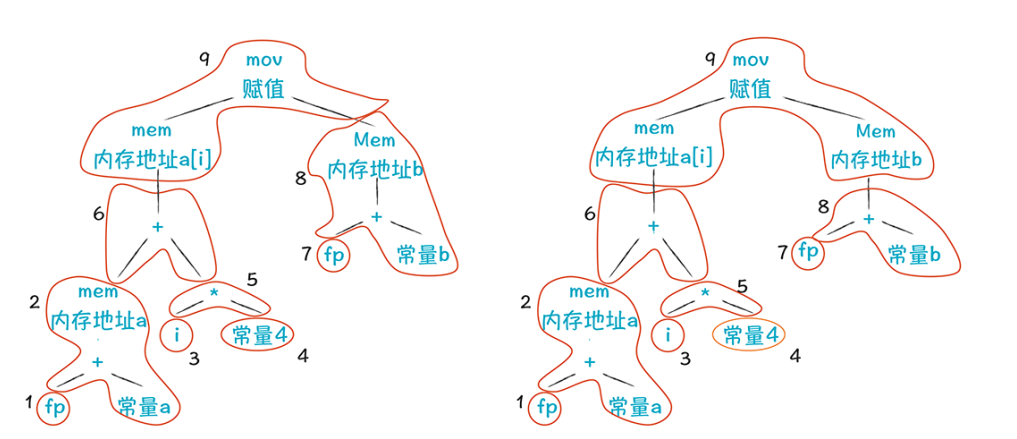 9
mov
赋值
mem
内存地址a[i]
Mem
内存地址b
8
6
+
+
7
fp
常量b
5
2
mem
内存地址a
*
i
常量4
3
4
+
1
fp
常量a
9
mov
赋值
mem
内存地址a[i]
Mem
内存地址b
6
8
+
+
7
fp
常量b
5
2
mem
内存地址a
*
i
常量4
3
4
+
1
fp
常量a